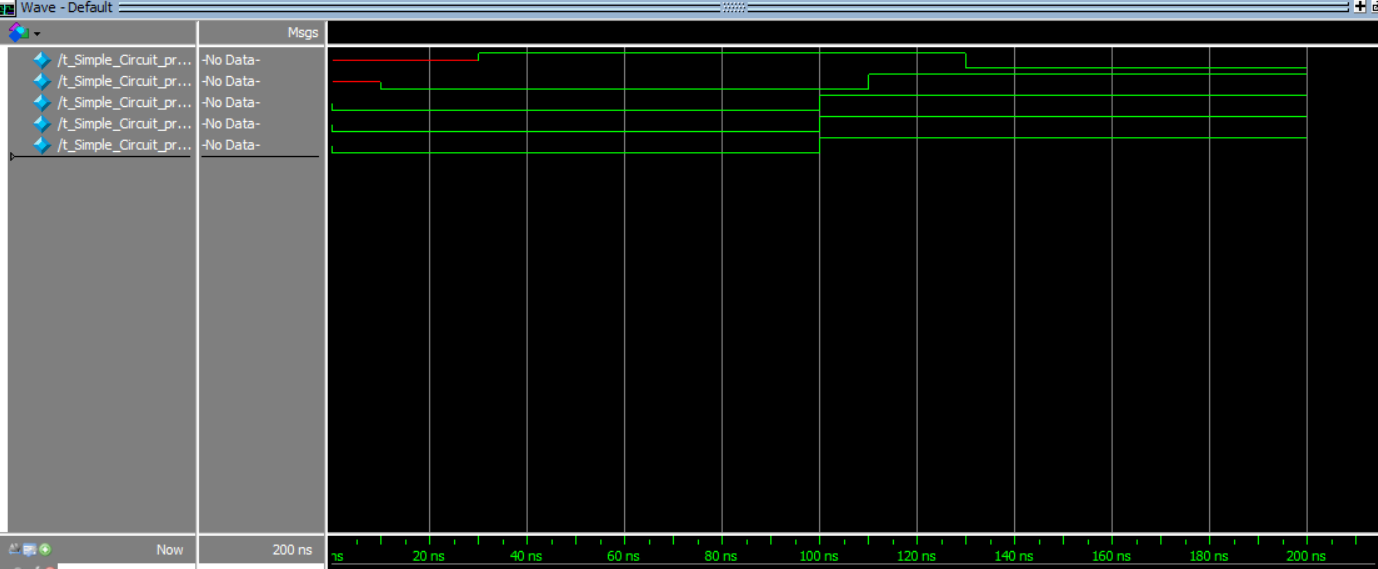 Wave - Default
Msgs
/t_Simple_Circuit_pr... -No Data-
/t_Simple_Circuit_pr... -No Data-
/t_Simple_Circuit_pr... -No Data-
/t_Simple_Circuit_pr... -No Data-
/t_Simple_Circuit_pr... -No Data-
Now 200 ns ns 20 ns 40 ns 60 ns 80 ns 100 ns 120 ns 140 ns 160 ns 180 ns 200 ns